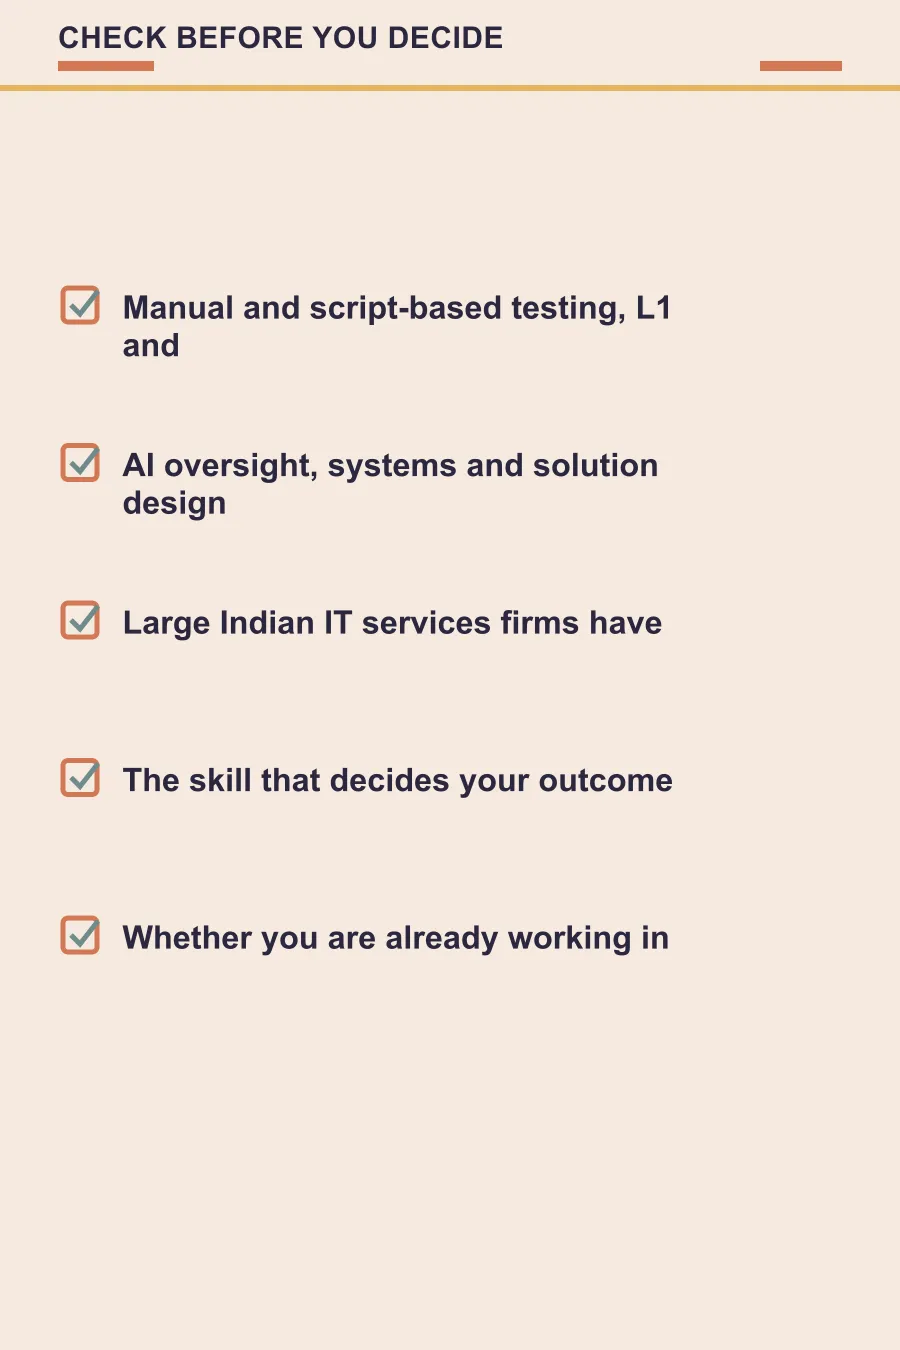 CHECK BEFORE YOU DECIDE
Manual and script-based testing, L1
and
AI oversight, systems and solution
design
Large Indian IT services firms have
The skill that decides your outcome
Whether you are already working in